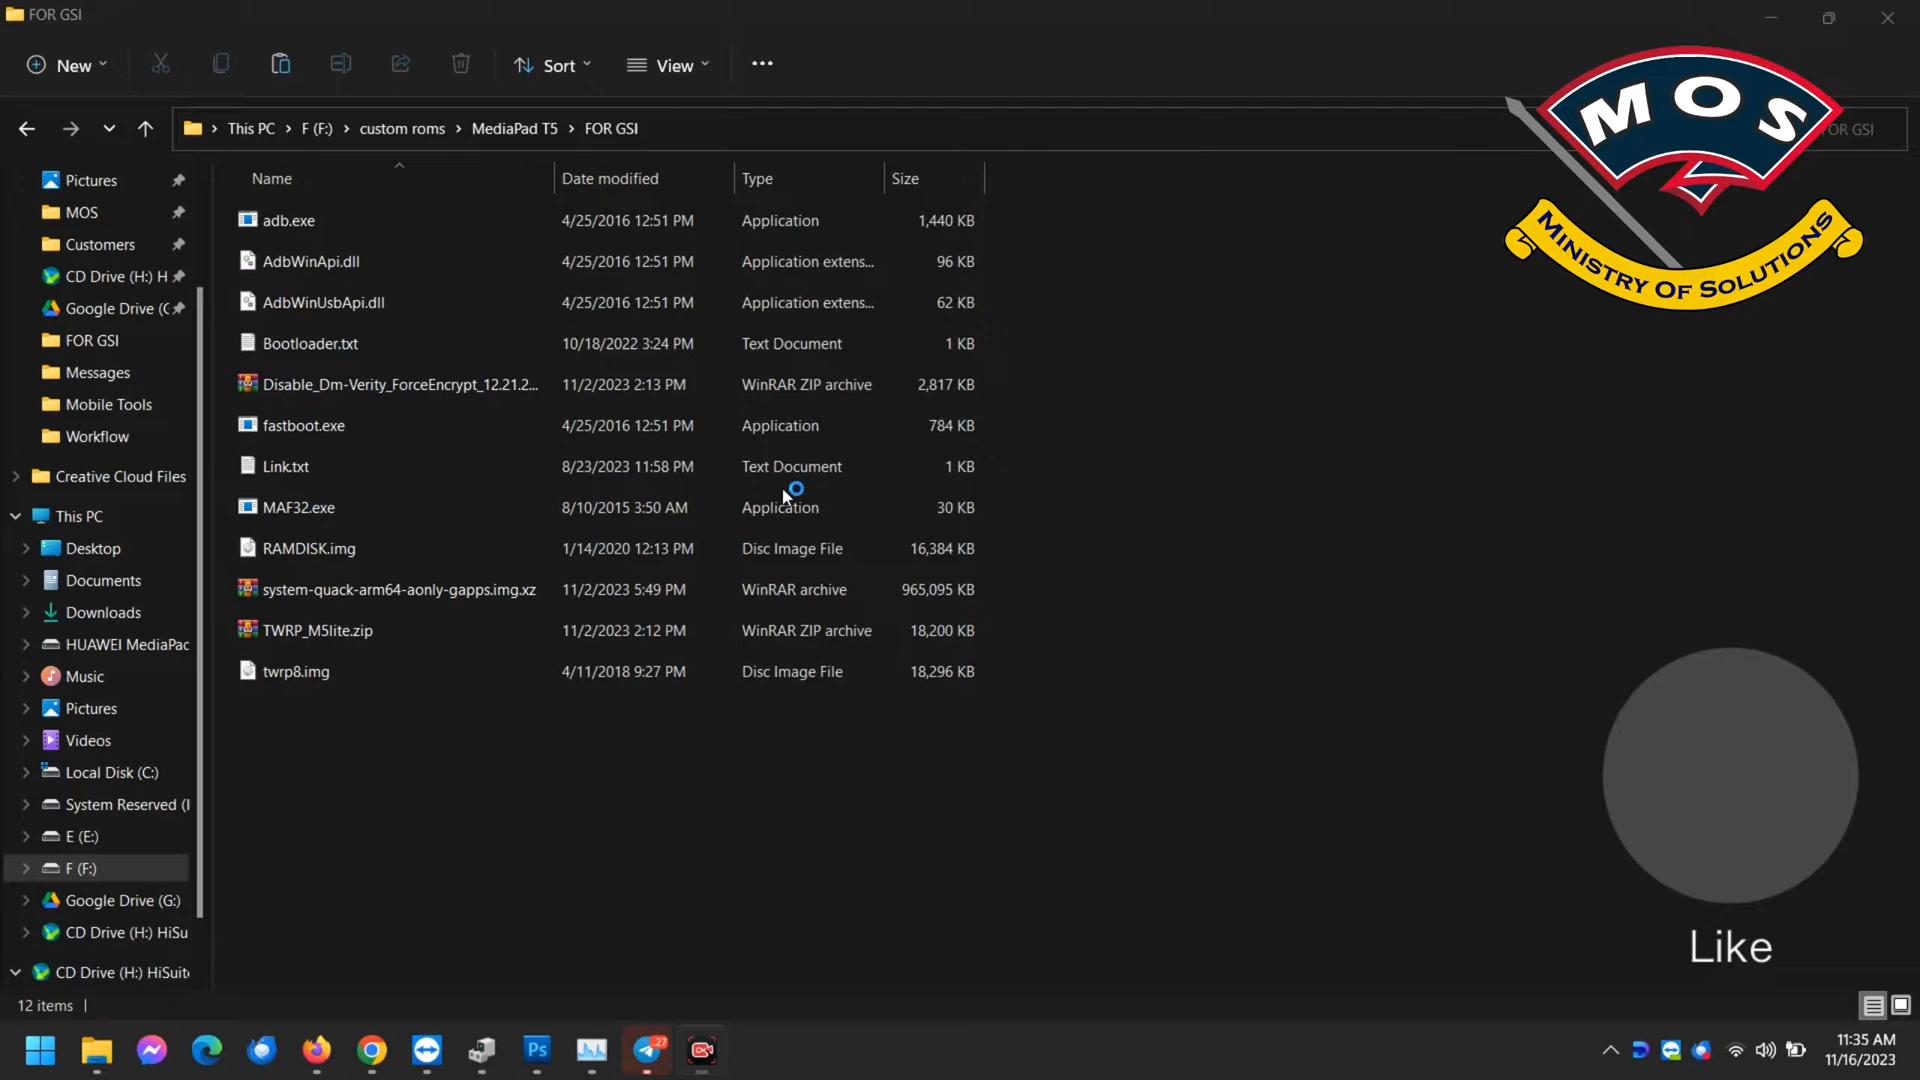 FOR GSI
New
Sort
View
This PC
F (F:)
custom roms
MediaPad T5
FOR GSI
FOR GSI
MOS
MINISTRY OF SOLUTIONS
Pictures
MOS
Customers
CD Drive (H:) H
Google Drive (
FOR GSI
Messages
Mobile Tools
Workflow
Creative Cloud Files
This PC
Desktop
Documents
Downloads
HUAWEI MediaPac
Music
Pictures
Videos
Local Disk (C:)
System Reserved (
E (E:)
F (F:)
Google Drive (G:)
CD Drive (H:) HiSu
CD Drive (H:) HiSuite
Name Date modified Type Size
adb.exe 4/25/2016 12:51 PM Application 1,440 KB
AdbWinApi.dll 4/25/2016 12:51 PM Application extens... 96 KB
AdbWinUsbApi.dll 4/25/2016 12:51 PM Application extens... 62 KB
Bootloader.txt 10/18/2022 3:24 PM Text Document 1 KB
Disable_Dm-Verity_ForceEncrypt_12.21.2... 11/2/2023 2:13 PM WinRAR ZIP archive 2,817 KB
fastboot.exe 4/25/2016 12:51 PM Application 784 KB
Link.txt 8/23/2023 11:58 PM Text Document 1 KB
MAF32.exe 8/10/2015 3:50 AM Application 30 KB
RAMDISK.img 1/14/2020 12:13 PM Disc Image File 16,384 KB
system-quack-arm64-aonly-gapps.img.xz 11/2/2023 5:49 PM WinRAR archive 965,095 KB
TWRP_M5lite.zip 11/2/2023 2:12 PM WinRAR ZIP archive 18,200 KB
twrp8.img 4/11/2018 9:27 PM Disc Image File 18,296 KB
Like
12 items
Ps
27
11:35 AM
11/16/2023